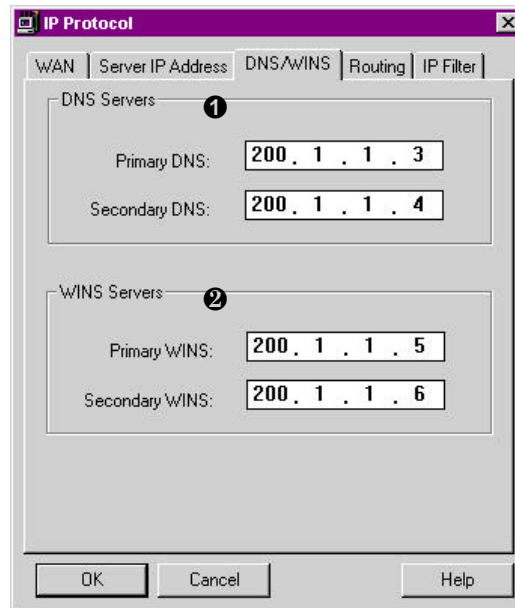 IP Protocol
WAN Server IP Address DNS/WINS Routing IP Filter
DNS Servers ❶
Primary DNS: 200. 1 . 1 . 3
Secondary DNS: 200. 1 . 1 . 4
WINS Servers ❷
Primary WINS: 200. 1 . 1 . 5
Secondary WINS: 200. 1 . 1 . 6
OK Cancel Help